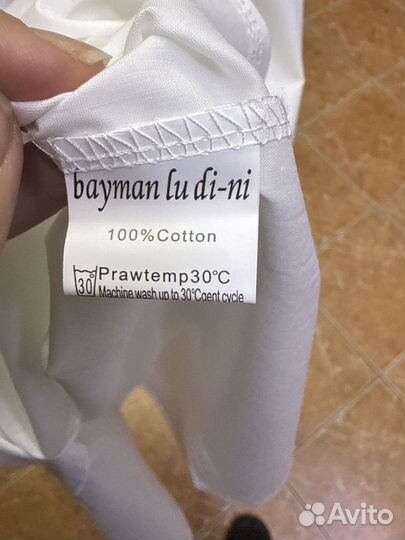 bayman lu di-ni
100%Cotton
30 Prawtemp30°C
Machine wash up to 30°Cgent cycle
Avito